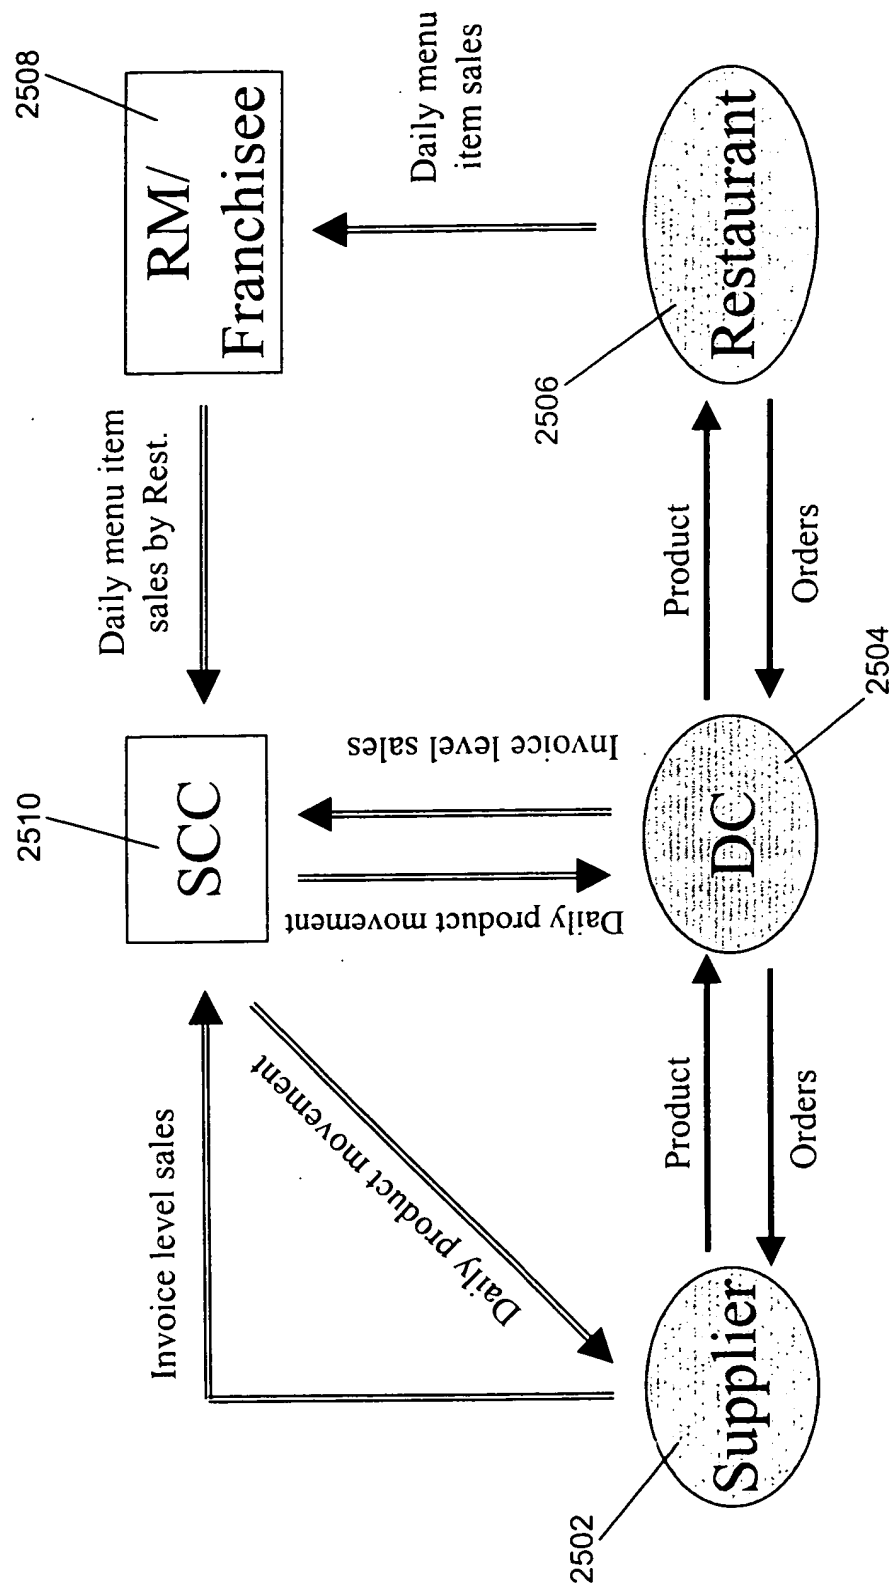 2510
2508
SCC
RM/
Franchisee
Invoice level sales
Daily menu item
sales by Rest.
Daily product movement
Daily product movement
Invoice level sales
Daily menu
item sales
2502
Supplier
Product
Orders
DC
2504
Product
Orders
2506
Restaurant